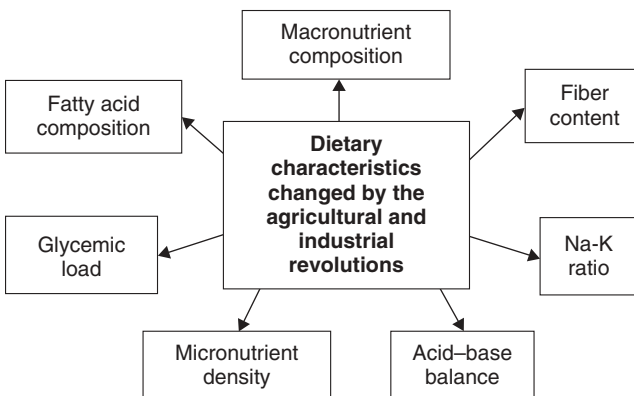 Macronutrient
composition
Fatty acid
composition
Fiber
content
Dietary
characteristics
changed by the
agricultural and
industrial
revolutions
Glycemic
load
Na-K
ratio
Micronutrient
density
Acid–base
balance